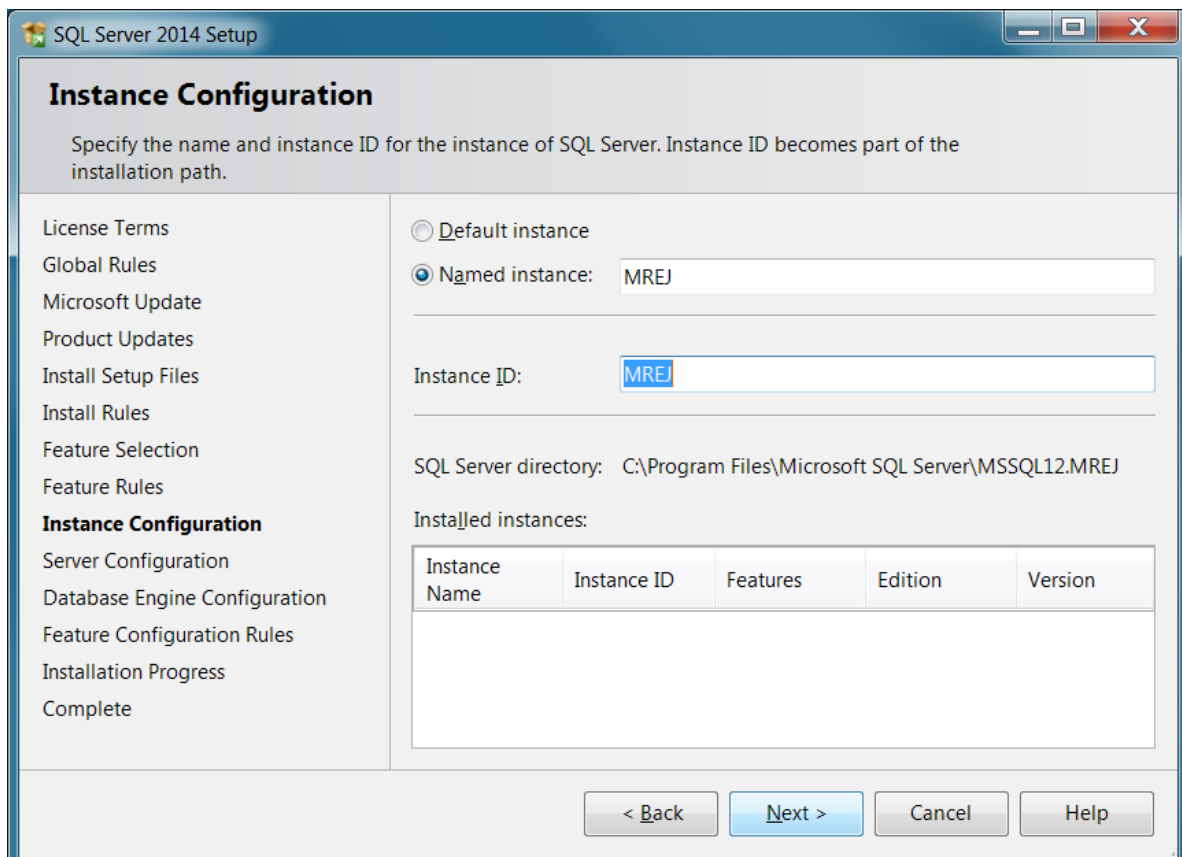 SQL Server 2014 Setup
Instance Configuration
Specify the name and instance ID for the instance of SQL Server. Instance ID becomes part of the
installation path.
License Terms
Global Rules
Microsoft Update
Product Updates
Install Setup Files
Install Rules
Feature Selection
Feature Rules
Instance Configuration
Server Configuration
Database Engine Configuration
Feature Configuration Rules
Installation Progress
Complete
Default instance
Named instance: MREJ
Instance ID: MREJ
SQL Server directory: C:\Program Files\Microsoft SQL Server\MSSQL12.MREJ
Installed instances:
Instance Name Instance ID Features Edition Version
< Back Next > Cancel Help